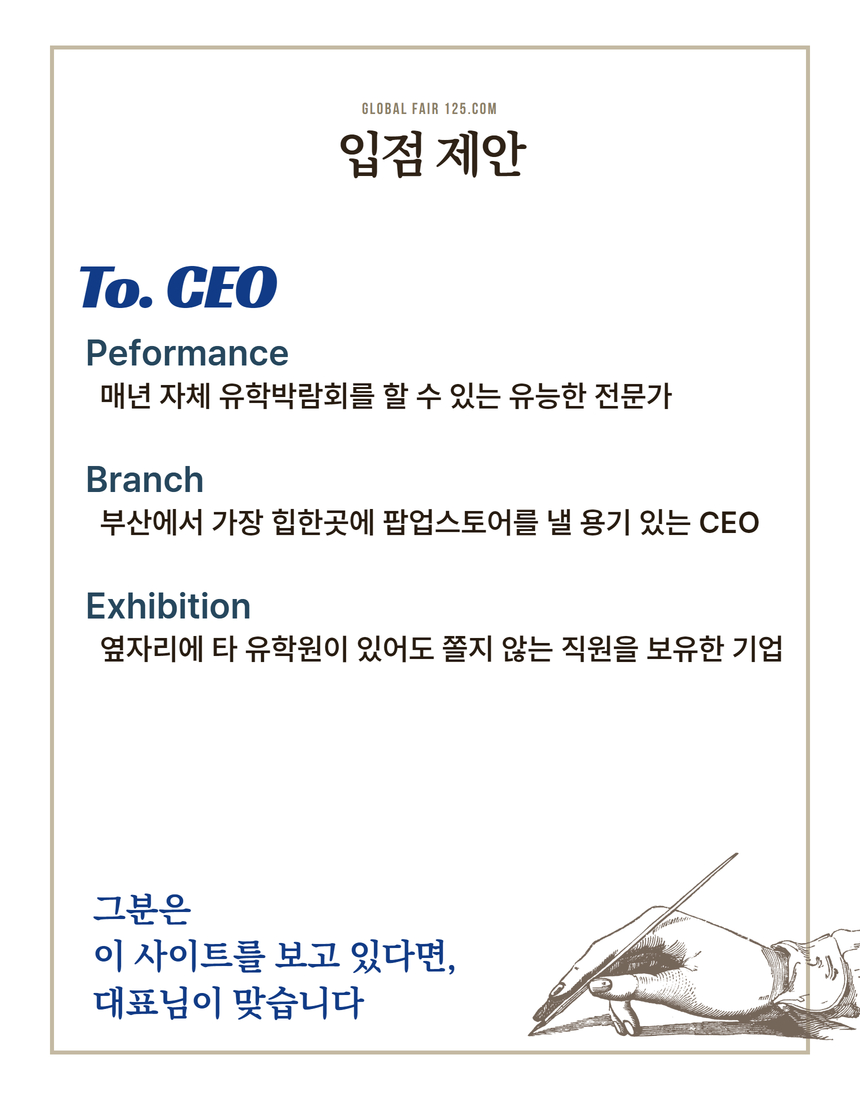 GLOBAL FAIR 125.COM
입점 제안
To. CEO
Peformance
매년 자체 유학박람회를 할 수 있는 유능한 전문가
Branch
부산에서 가장 힙한곳에 팝업스토어를 낼 용기 있는 CEO
Exhibition
옆자리에 타 유학원이 있어도 쫄지 않는 직원을 보유한 기업
그분은
이 사이트를 보고 있다면,
대표님이 맞습니다